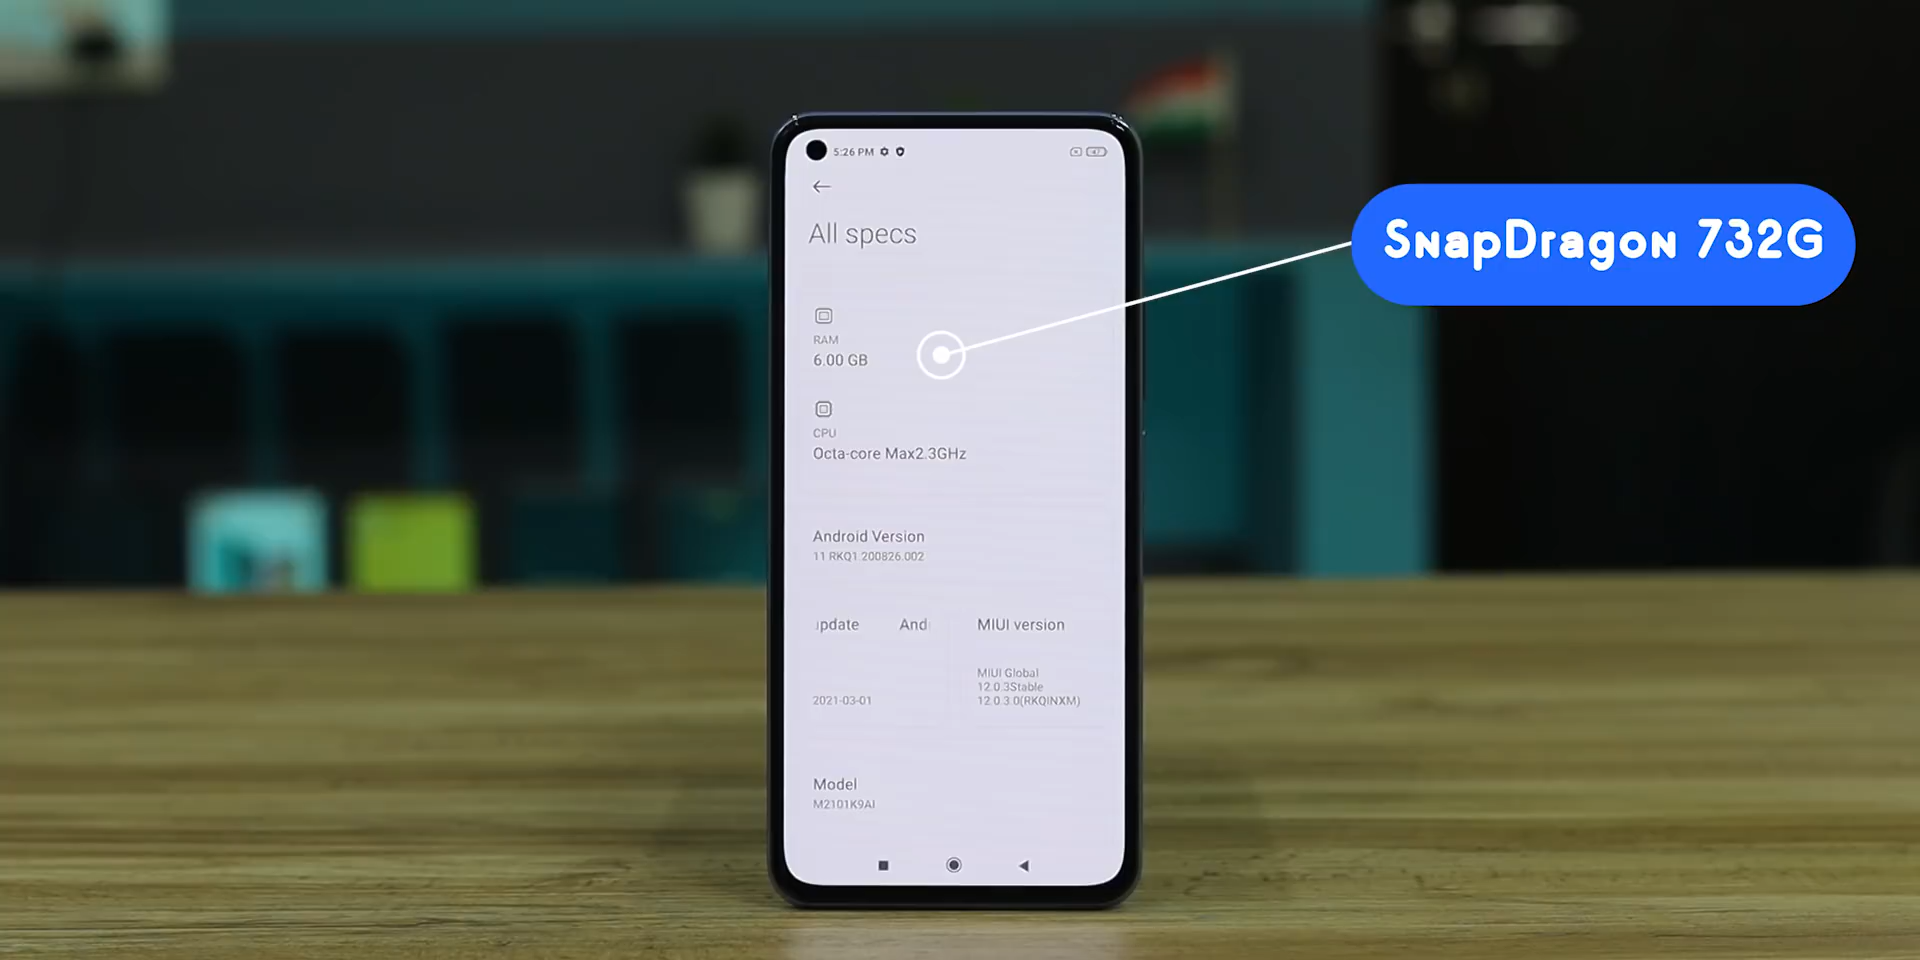 5:26 PM
47
All specs
SnapDragon 732G
RAM
6.00 GB
CPU
Octa-core Max2.3GHz
Android Version
11 RKQ1.200826.002
update And
MIUI version
MIUI Global
12.0.3Stable
2021-03-01
12.0.3.0(RKQINXM)
Model
M2101K9AI